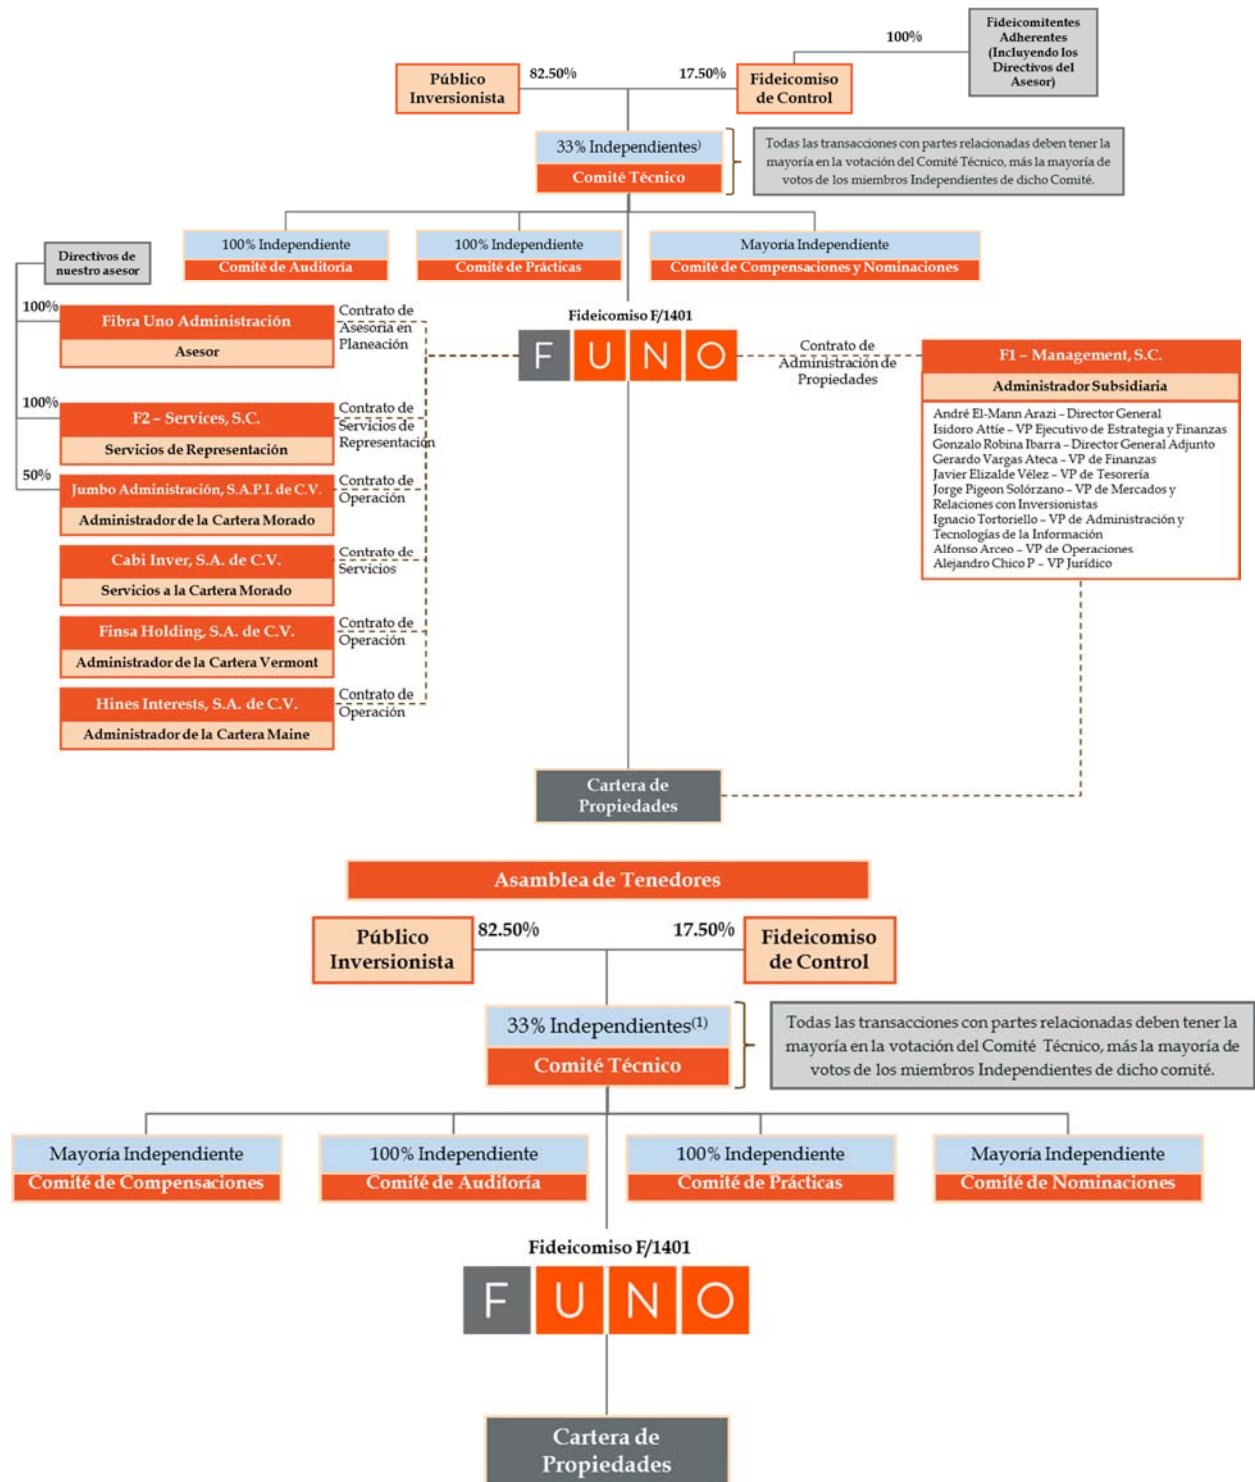 Fideicomitentes
Adherentes
(Incluyendo los
Directivos del
Asesor)
100%
Público
Inversionista
82.50%
17.50%
Fideicomiso
de Control
33% Independientes)
Comité Técnico
Todas las transacciones con partes relacionadas deben tener la
mayoría en la votación del Comité Técnico, más la mayoría de
votos de los miembros Independientes de dicho Comité.
100% Independiente
Comité de Auditoría
100% Independiente
Comité de Prácticas
Mayoría Independiente
Comité de Compensaciones y Nominaciones
Directivos de
nuestro asesor
100%
Fibra Uno Administración
Asesor
Contrato de
Asesoría en
Planeación
100%
F2 – Services, S.C.
Servicios de Representación
Contrato de
Servicios de
Representación
50%
Jumbo Administración, S.A.P.I. de C.V.
Administrador de la Cartera Morado
Contrato de
Operación
Cabi Inver, S.A. de C.V.
Servicios a la Cartera Morado
Contrato de
Servicios
Finsa Holding, S.A. de C.V.
Administrador de la Cartera Vermont
Contrato de
Operación
Hines Interests, S.A. de C.V.
Administrador de la Cartera Maine
Contrato de
Operación
Fideicomiso F/1401
FUNO
Contrato de
Administración de
Propiedades
F1 – Management, S.C.
Administrador Subsidiaria
André El-Mann Arazi – Director General
Isidoro Attíe – VP Ejecutivo de Estrategia y Finanzas
Gonzalo Robina Ibarra – Director General Adjunto
Gerardo Vargas Ateca – VP de Finanzas
Javier Elizalde Vélez – VP de Tesorería
Jorge Pigeon Solórzano – VP de Mercados y
Relaciones con Inversionistas
Ignacio Tortoriello – VP de Administración y
Tecnologías de la Información
Alfonso Arceo – VP de Operaciones
Alejandro Chico P – VP Jurídico
Cartera de
Propiedades
Asamblea de Tenedores
Público
Inversionista
82.50%
17.50%
Fideicomiso
de Control
33% Independientes(1)
Comité Técnico
Todas las transacciones con partes relacionadas deben tener la
mayoría en la votación del Comité Técnico, más la mayoría de
votos de los miembros Independientes de dicho comité.
Mayoría Independiente
Comité de Compensaciones
100% Independiente
Comité de Auditoría
100% Independiente
Comité de Prácticas
Mayoría Independiente
Comité de Nominaciones
Fideicomiso F/1401
FUNO
Cartera de
Propiedades